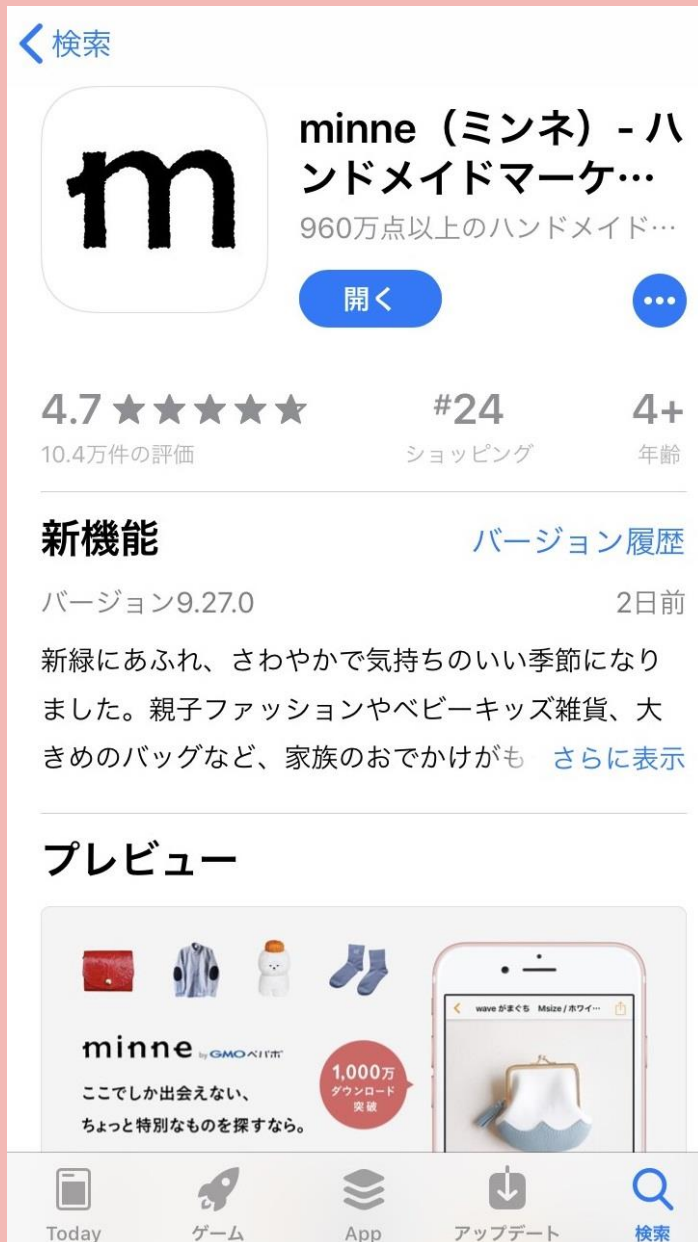 検索
m
minne（ミンネ）- ハ
ンドメイドマーケ…
960万点以上のハンドメイド…
開く
4.7
10.4万件の評価
#24
ショッピング
4+
年齢
新機能
バージョン履歴
バージョン9.27.0
2日前
新緑にあふれ、さわやかで気持ちのいい季節になり
ました。親子ファッションやベビーキッズ雑貨、大
きめのバッグなど、家族のおでかけがも
さらに表示
プレビュー
minne by GMOペパボ
ここでしか出会えない、
ちょっと特別なものを探すなら。
1,000万
ダウンロード
突破
wave がまぐち Msize / ホワイ…
Today
ゲーム
App
アップデート
検索